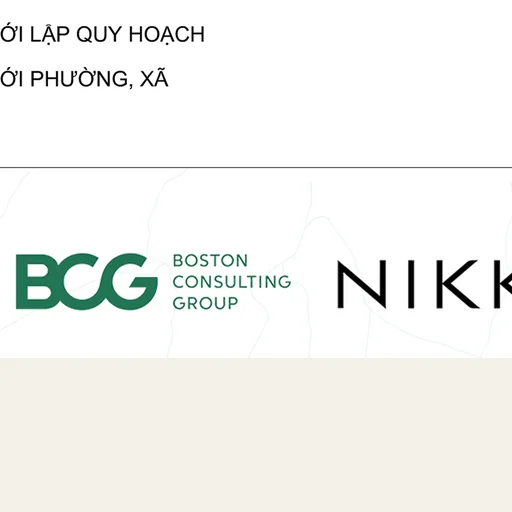 ỚI LẬP QUY HOẠCH
ỚI PHƯỜNG, XÃ
BCG
BOSTON
CONSULTING
GROUP
NIKK